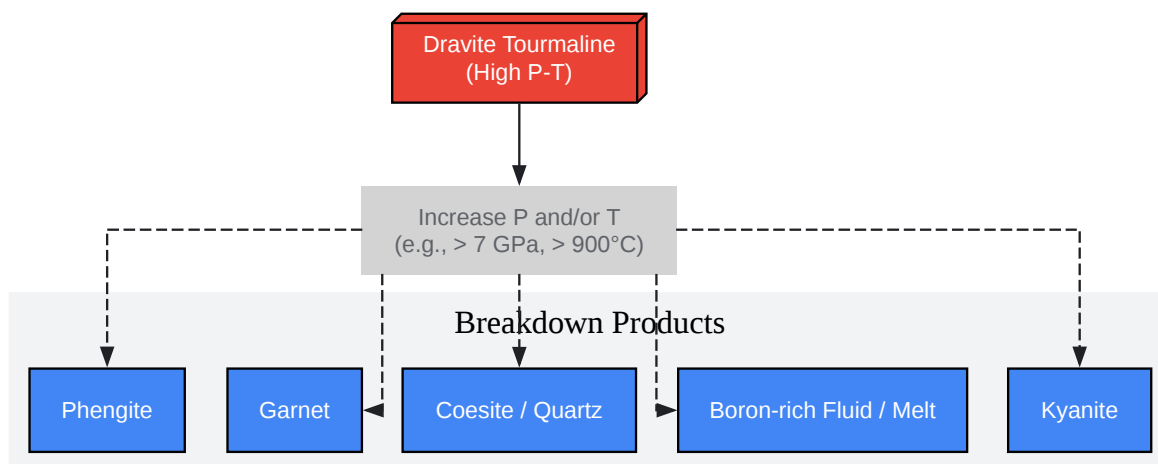 Dravite Tourmaline
(High P-T)
Increase P and/or T
(e.g., > 7 GPa, > 900°C)
Breakdown Products
Phengite
Garnet
Coesite / Quartz
Boron-rich Fluid / Melt
Kyanite